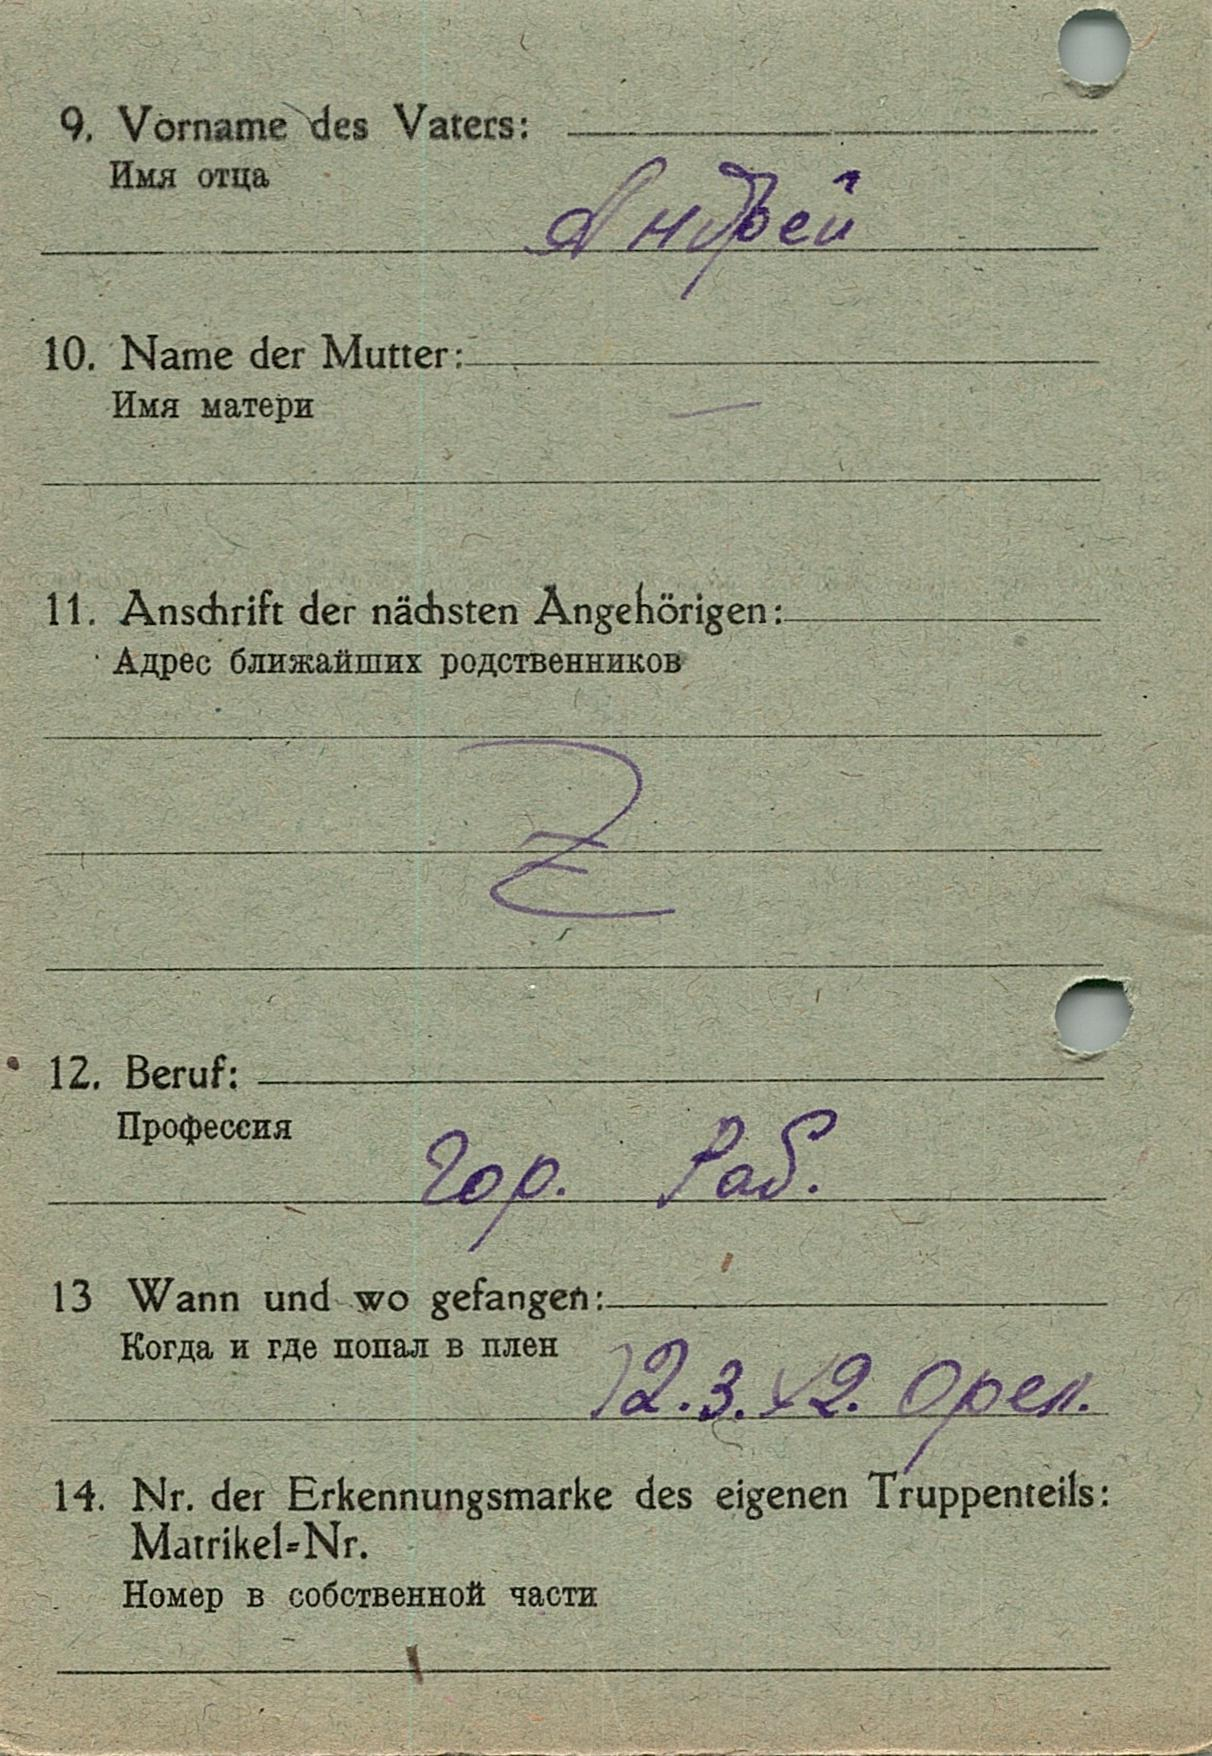 9. Vorname des Vaters:
Имя отца
Андрей
10. Name der Mutter:
Имя матери
—
11. Anschrift der nächsten Angehörigen:
Адрес ближайших родственников
12. Beruf:
Профессия
Гор. Раб.
13 Wann und wo gefangen:
Когда и где попал в плен
12.3.42. Орел.
14. Nr. der Erkennungsmarke des eigenen Truppenteils:
Matrikel-Nr.
Номер в собственной части